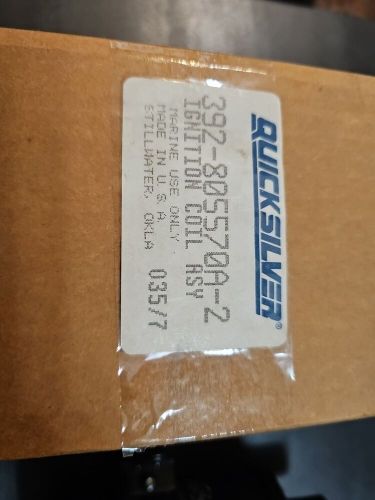 QUICKSILVER®
392-805570A-2
IGNITION COIL ASY
MARINE USE ONLY.
MADE IN U.S.A.
STILLWATER, OKLA 035/7